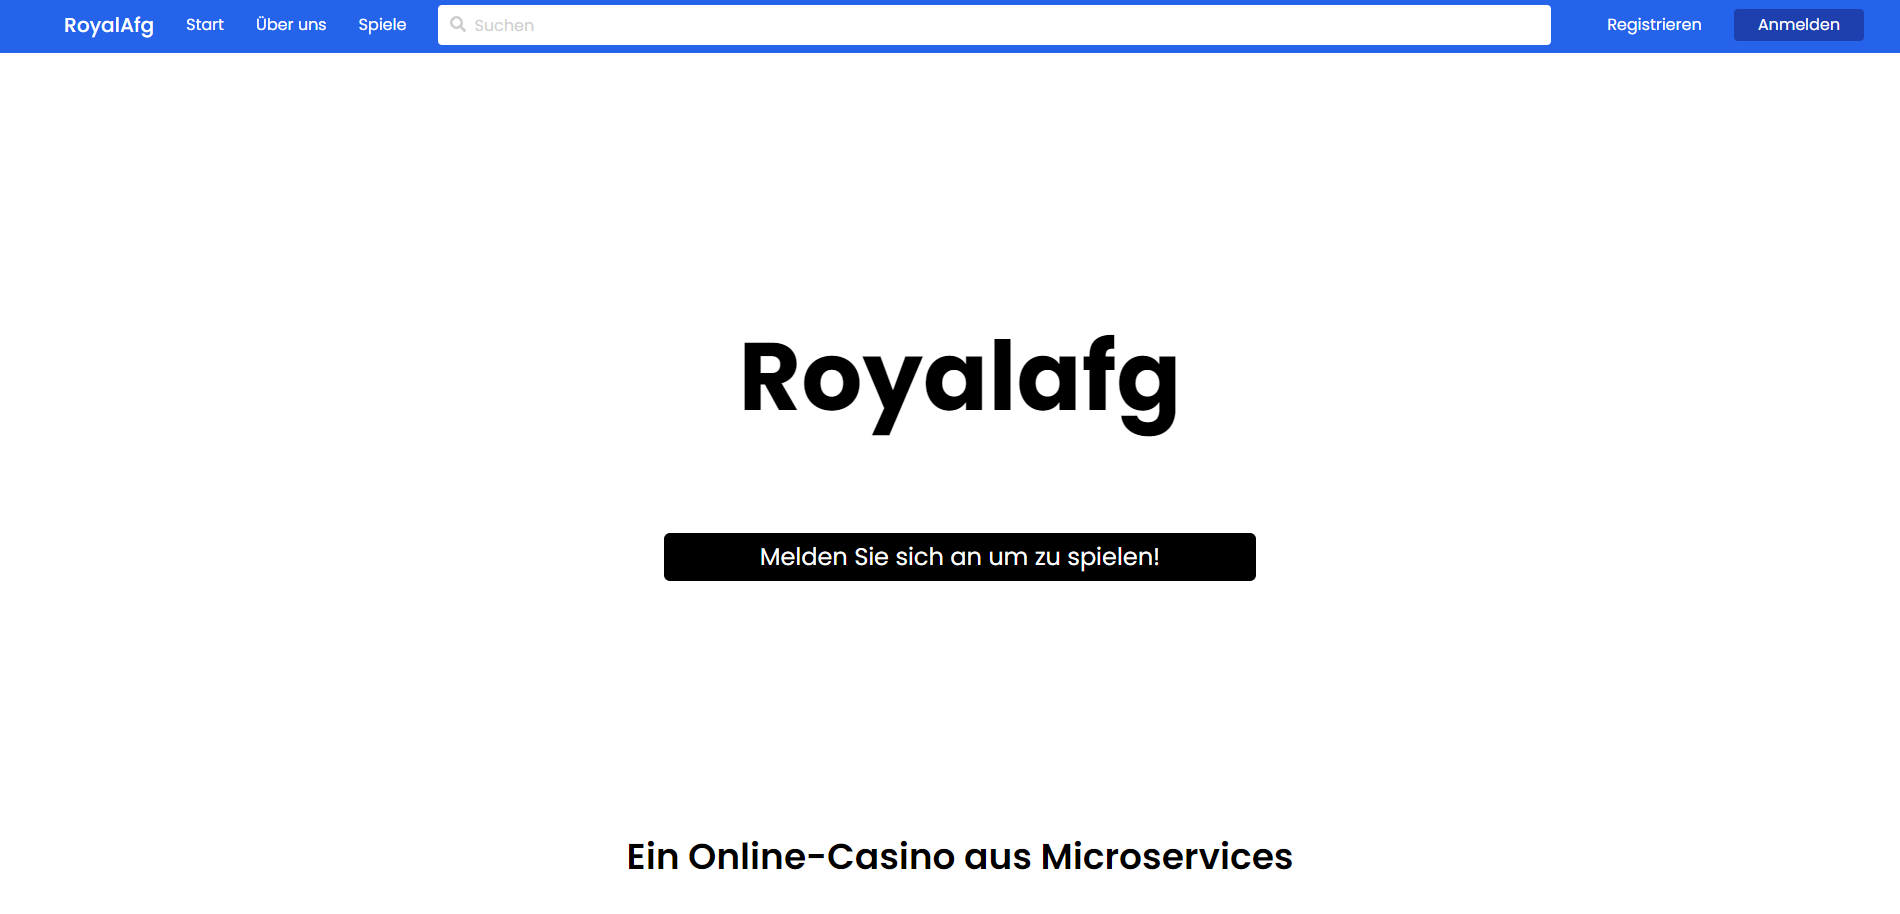 RoyalAfg Start Über uns Spiele Suchen Registrieren Anmelden
Royalafg
Melden Sie sich an um zu spielen!
Ein Online-Casino aus Microservices